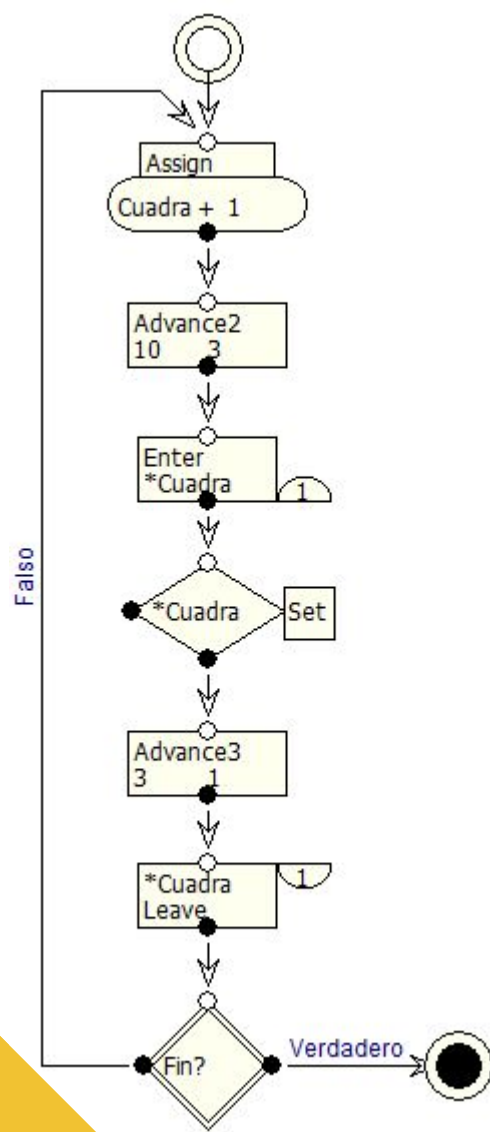 Assign
Cuadra + 1
Advance2
10 3
Enter
*Cuadra
1
*Cuadra
Set
Advance3
3 1
*Cuadra
Leave
1
Fin?
Verdadero
Falso